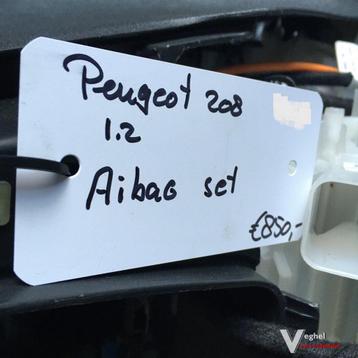 Peugeot 208
1.2
Aibag set
€850,-
Veghel